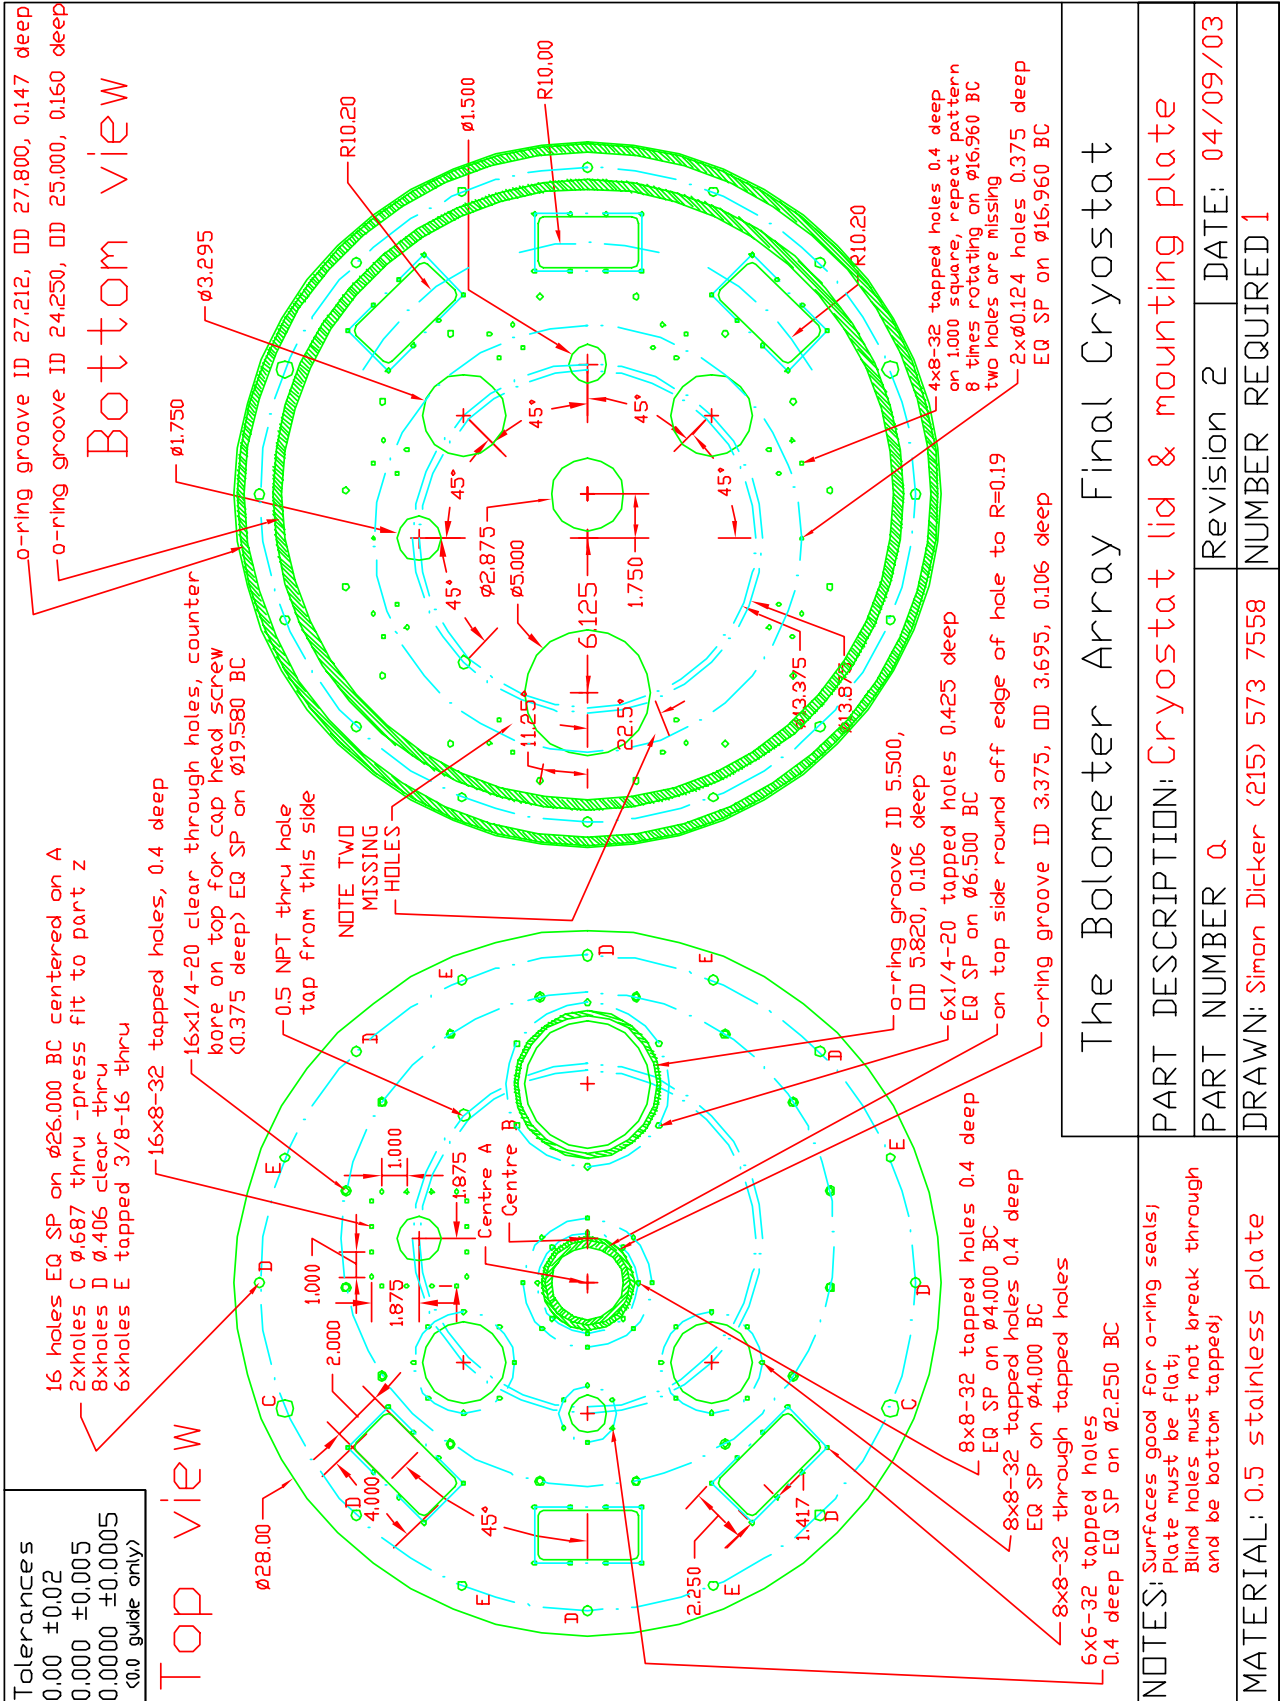 Tolerances
0.00 ±0.02
0.000 ±0.005
0.0000 ±0.0005
(0.0 guide only)
Top view
16 holes EQ SP on ø26.000 BC centered on A
2xholes C ø.687 thru -press fit to part z
8xholes D ø.406 clear thru
6xholes E tapped 3/8-16 thru
16x8-32 tapped holes, 0.4 deep
16x1/4-20 clear through holes, counter
bore on top for cap head screw
(0.375 deep) EQ SP on ø19.580 BC
0.5 NPT thru hole
tap from this side
NOTE TWO
MISSING
HOLES
ø28.00
C
D
E
D
E
D
E
D
E
D
D
C
D
E
D
E
4.000
2.000
1.000
1.875
1.000
1.875
45°
2.250
1.417
Centre A
Centre B
o-ring groove ID 5.500,
OD 5.820, 0.106 deep
6x1/4-20 tapped holes 0.425 deep
EQ SP on ø6.500 BC
on top side round off edge of hole to R=0.19
o-ring groove ID 3.375, OD 3.695, 0.106 deep
8x8-32 tapped holes 0.4 deep
EQ SP on ø4.000 BC
8x8-32 tapped holes 0.4 deep
EQ SP on ø4.000 BC
8x8-32 through tapped holes
6x6-32 tapped holes
0.4 deep EQ SP on ø2.250 BC
o-ring groove ID 27.212, OD 27.800, 0.147 deep
o-ring groove ID 24.250, OD 25.000, 0.160 deep
Bottom view
ø1.750
ø3.295
R10.20
ø1.500
R10.00
R10.20
45°
45°
45°
45°
45°
ø2.875
ø5.000
6.125
1.750
11.25°
22.5°
ø13.375
ø13.875
4x8-32 tapped holes 0.4 deep
on 1.000 square, repeat pattern
8 times rotating on ø16.960 BC
two holes are missing
2xø0.124 holes 0.375 deep
EQ SP on ø16.960 BC
NOTES: Surfaces good for o-ring seals;
Plate must be flat;
Blind holes must not break through
and be bottom tapped;
MATERIAL: 0.5 stainless plate
The Bolometer Array Final Cryostat
PART DESCRIPTION: Cryostat lid & mounting plate
PART NUMBER a
Revision 2
DATE: 04/09/03
DRAWN: Simon Dicker (215) 573 7558
NUMBER REQUIRED 1